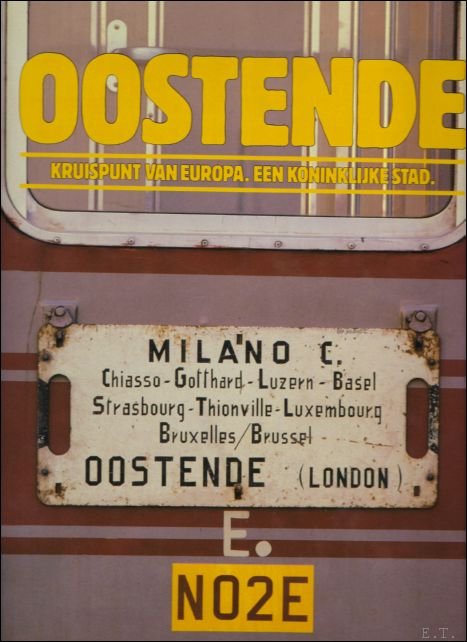 OOSTENDE
KRUISPUNT VAN EUROPA. EEN KONINKLIJKE STAD.
MILANO C.
Chiasso-Gotthard-Luzern-Basel
Strasbourg-Thionville-Luxembourg
Bruxelles/Brussel
OOSTENDE (LONDON)
E.
NO2E
E.T.